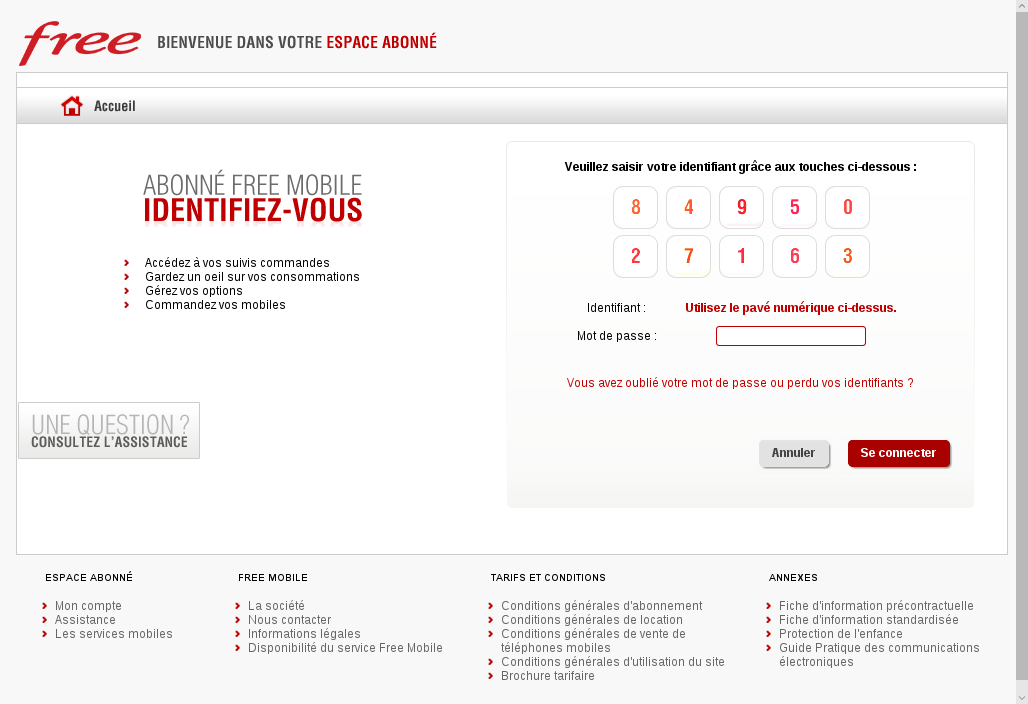 free BIENVENUE DANS VOTRE ESPACE ABONNÉ
Accueil
ABONNÉ FREE MOBILE
IDENTIFIEZ-VOUS
Accédez à vos suivis commandes
Gardez un oeil sur vos consommations
Gérez vos options
Commandez vos mobiles
UNE QUESTION ?
CONSULTEZ L'ASSISTANCE
Veuillez saisir votre identifiant grâce aux touches ci-dessous :
8 4 9 5 0
2 7 1 6 3
Identifiant : Utilisez le pavé numérique ci-dessus.
Mot de passe :
Vous avez oublié votre mot de passe ou perdu vos identifiants ?
Annuler Se connecter
ESPACE ABONNÉ
Mon compte
Assistance
Les services mobiles
FREE MOBILE
La société
Nous contacter
Informations légales
Disponibilité du service Free Mobile
TARIFS ET CONDITIONS
Conditions générales d'abonnement
Conditions générales de location
Conditions générales de vente de
téléphones mobiles
Conditions générales d'utilisation du site
Brochure tarifaire
ANNEXES
Fiche d'information précontractuelle
Fiche d'information standardisée
Protection de l'enfance
Guide Pratique des communications
électroniques